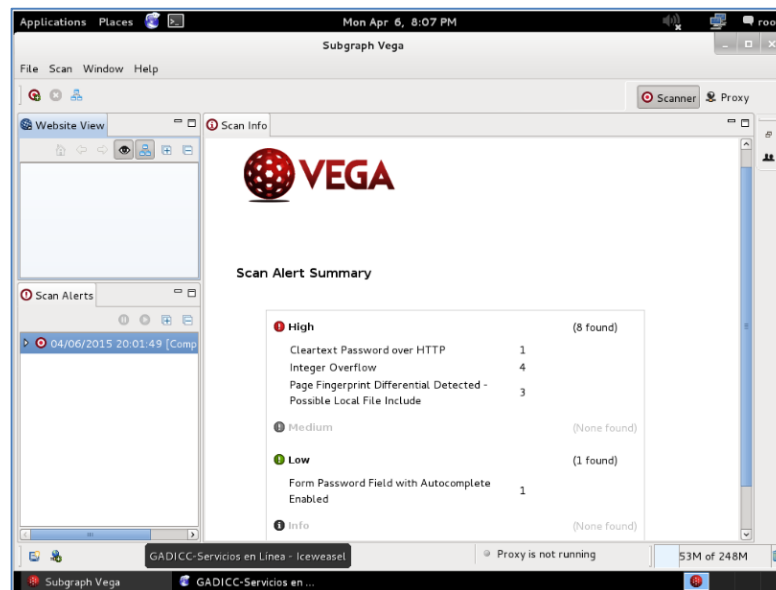 Applications Places Mon Apr 6, 8:07 PM roo
Subgraph Vega
File Scan Window Help
Scanner Proxy
Website View
Scan Info
VEGA
Scan Alert Summary
Scan Alerts
04/06/2015 20:01:49 [Comp
High (8 found)
Cleartext Password over HTTP 1
Integer Overflow 4
Page Fingerprint Differential Detected -
Possible Local File Include 3
Medium (None found)
Low (1 found)
Form Password Field with Autocomplete
Enabled 1
Info (None found)
GADICC-Servicios en Línea - Iceweasel
Proxy is not running
53M of 248M
Subgraph Vega
GADICC-Servicios en ...